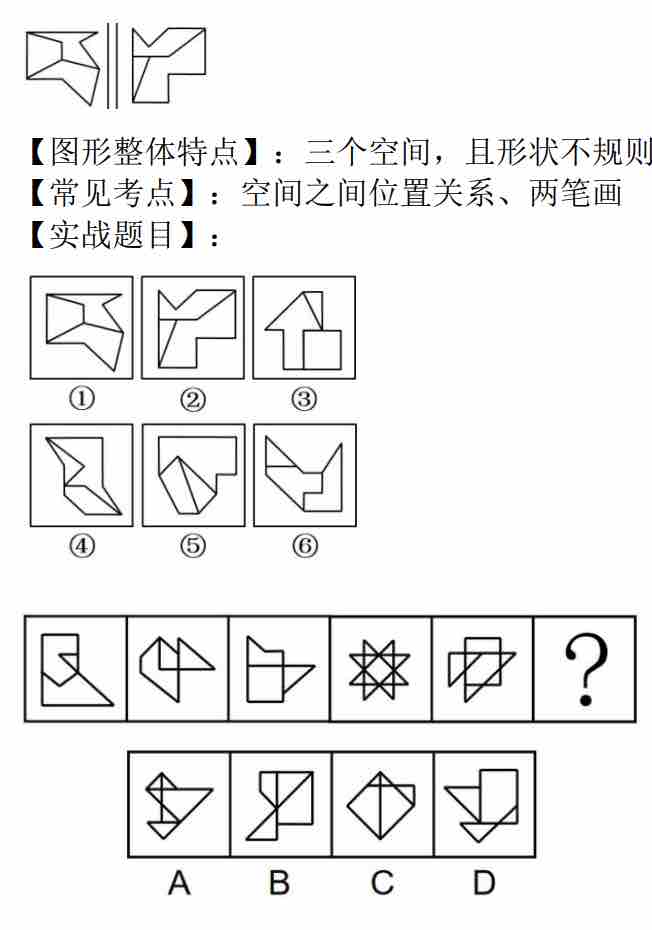 【图形整体特点】：三个空间，且形状不规则
【常见考点】：空间之间位置关系、两笔画
【实战题目】：
① ② ③
④ ⑤ ⑥
?
A B C D